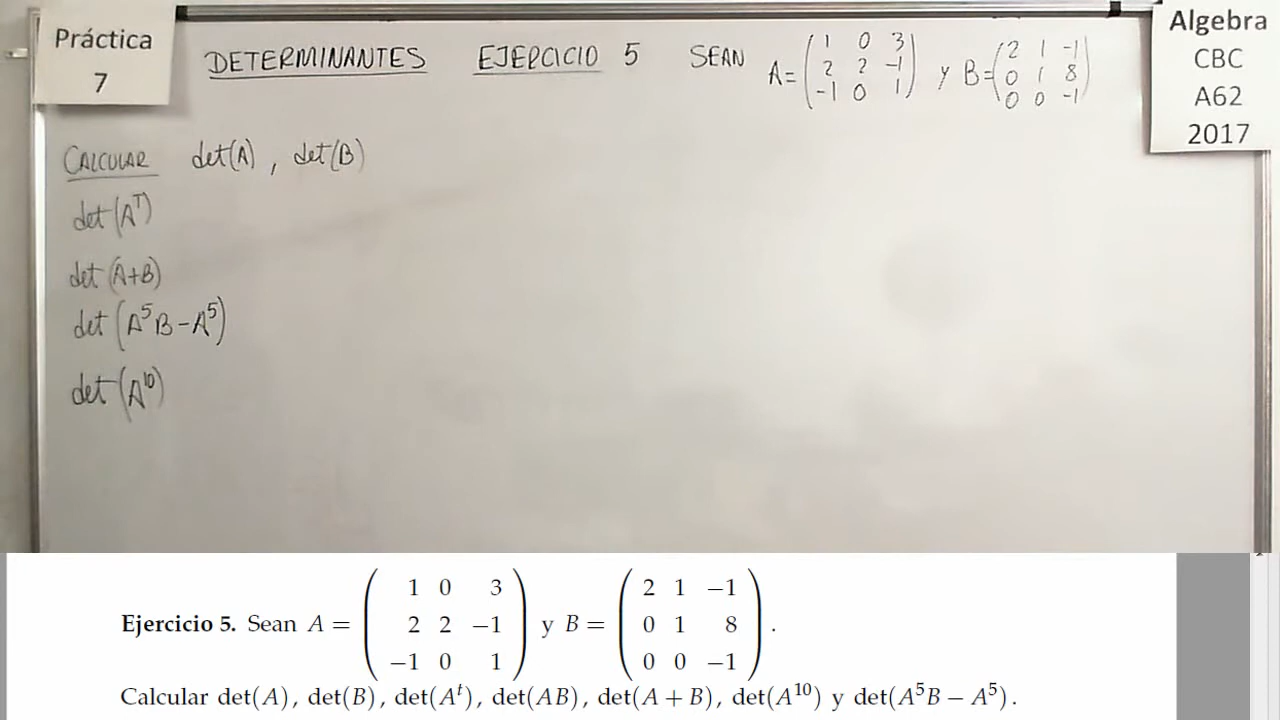 Práctica
7
DETERMINANTES EJERCICIO 5 SEAN A = (1 0 3 / 2 2 -1 / -1 0 1) y B = (2 1 -1 / 0 1 8 / 0 0 -1)
Algebra
CBC
A62
2017
CALCULAR det(A), det(B)
det(A^T)
det(A+B)
det(A^5 B - A^5)
det(A^10)
Ejercicio 5. Sean A = (1 0 3 / 2 2 −1 / −1 0 1) y B = (2 1 −1 / 0 1 8 / 0 0 −1).
Calcular det(A), det(B), det(A^t), det(AB), det(A + B), det(A^10) y det(A^5B − A^5).